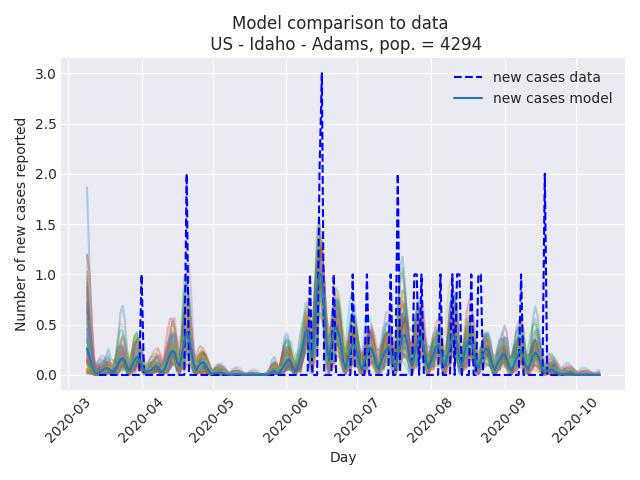 Model comparison to data
US - Idaho - Adams, pop. = 4294
new cases data
new cases model
Number of new cases reported
3.0
2.5
2.0
1.5
1.0
0.5
0.0
2020-03
2020-04
2020-05
2020-06
2020-07
2020-08
2020-09
2020-10
Day